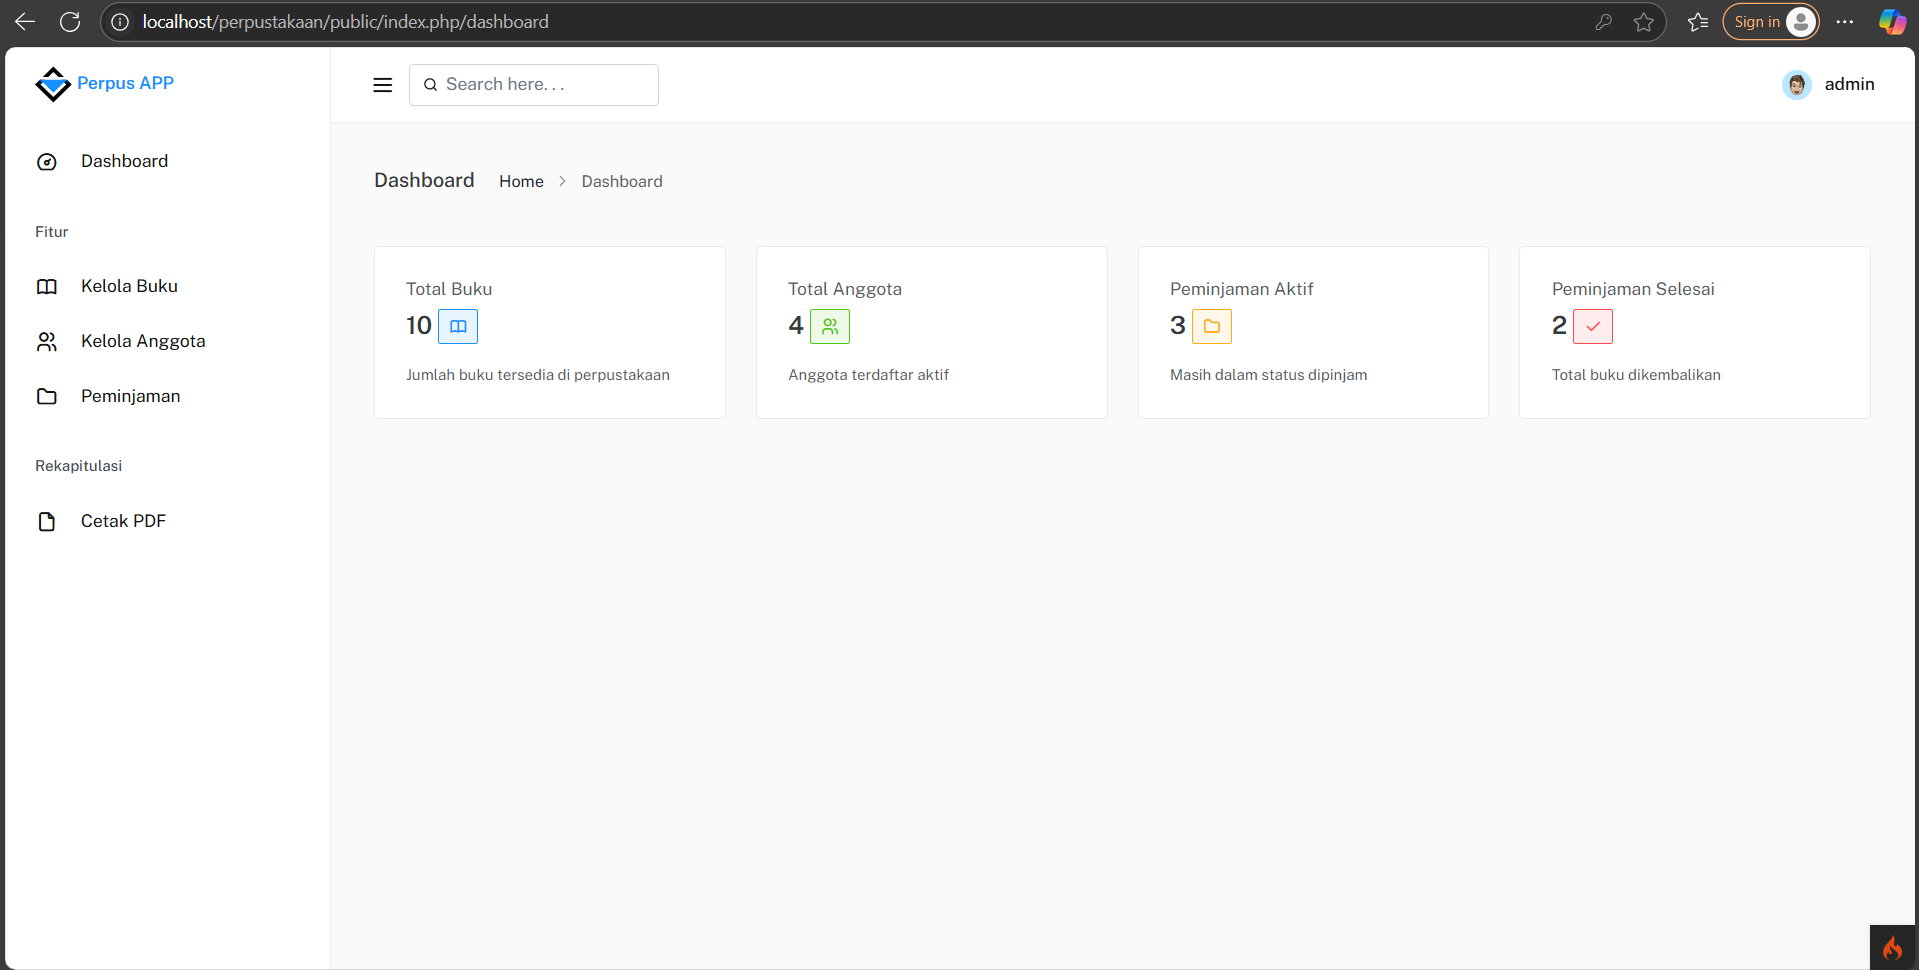 localhost/perpustakaan/public/index.php/dashboard
Sign in
Perpus APP
Search here. . .
admin
Dashboard
Fitur
Kelola Buku
Kelola Anggota
Peminjaman
Rekapitulasi
Cetak PDF
Dashboard Home > Dashboard
Total Buku
10
Jumlah buku tersedia di perpustakaan
Total Anggota
4
Anggota terdaftar aktif
Peminjaman Aktif
3
Masih dalam status dipinjam
Peminjaman Selesai
2
Total buku dikembalikan